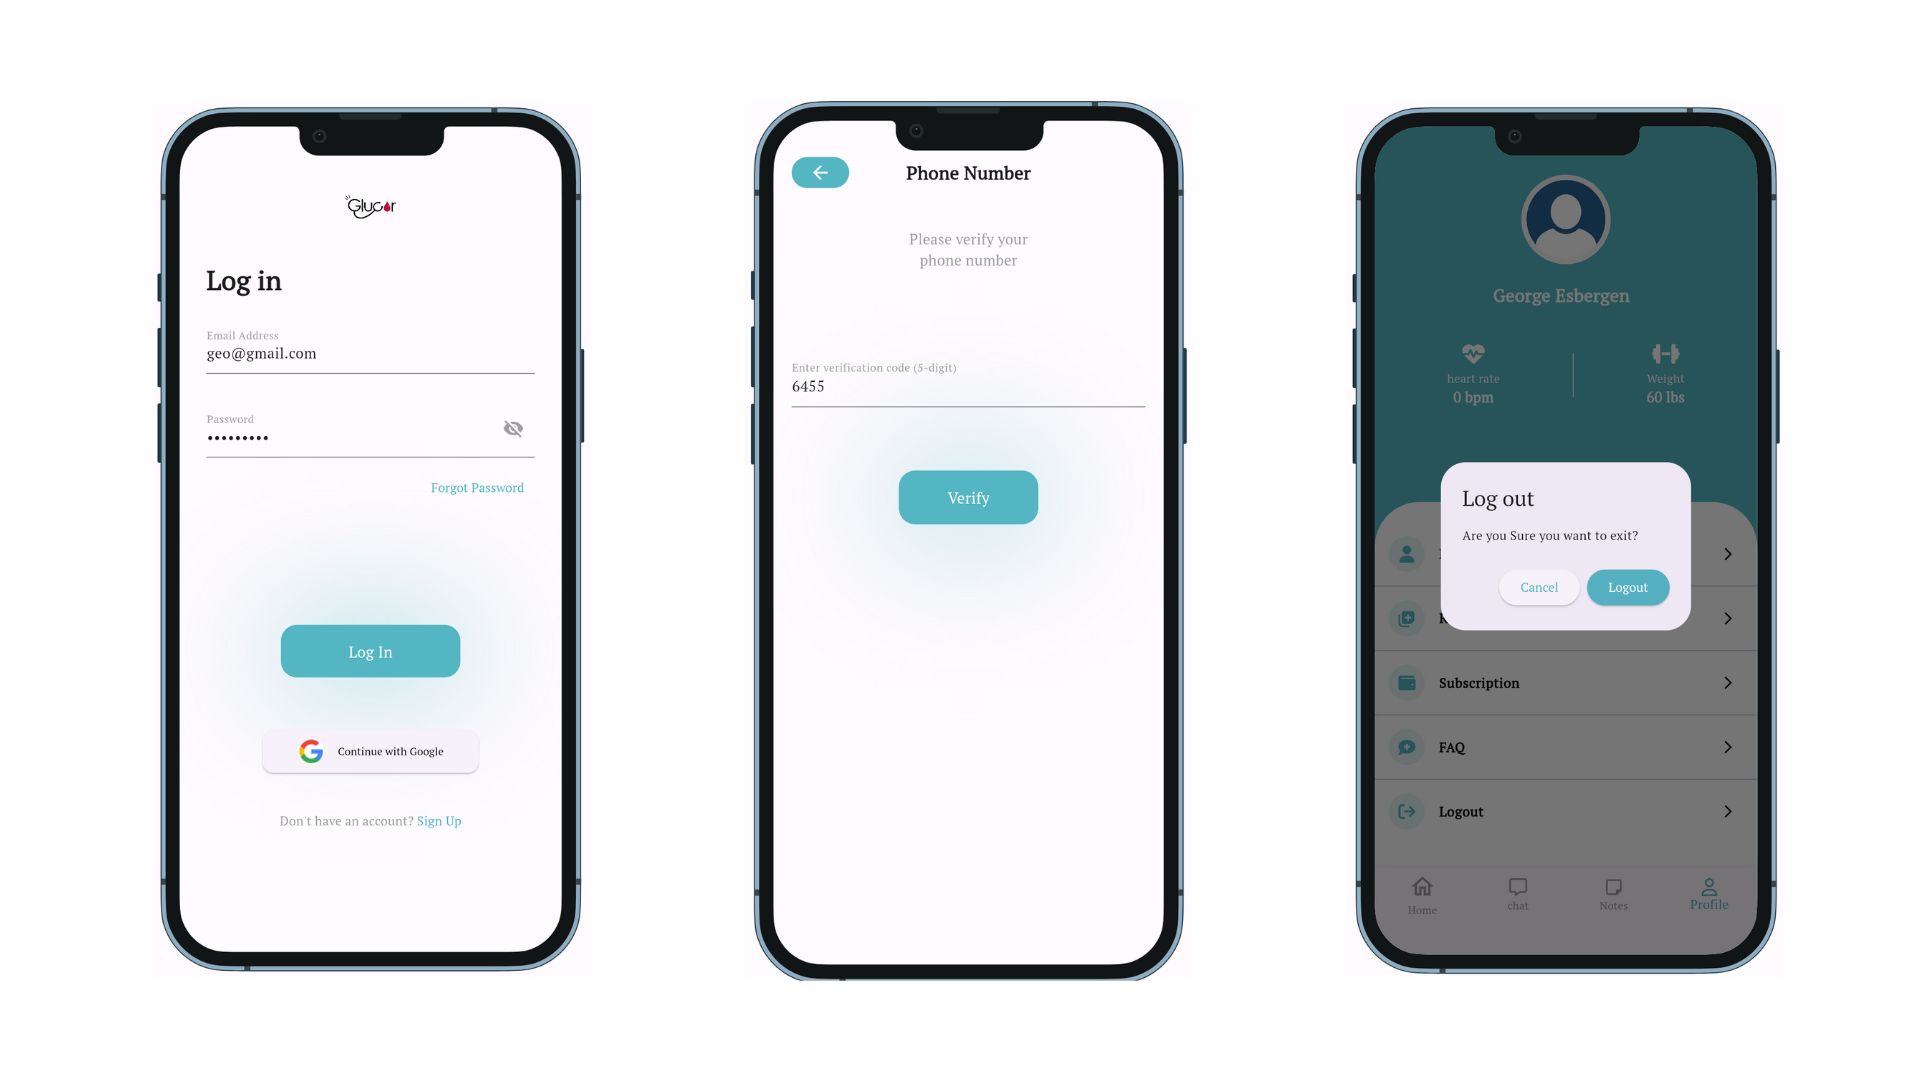 Glucor
Log in
Email Address
geo@gmail.com
Password
•••••••••
Forgot Password
Log In
Continue with Google
Don't have an account? Sign Up
Phone Number
Please verify your
phone number
Enter verification code (5-digit)
6455
Verify
George Esbergen
heart rate
0 bpm
Weight
60 lbs
Log out
Are you Sure you want to exit?
Cancel
Logout
Subscription
FAQ
Logout
Home
chat
Notes
Profile